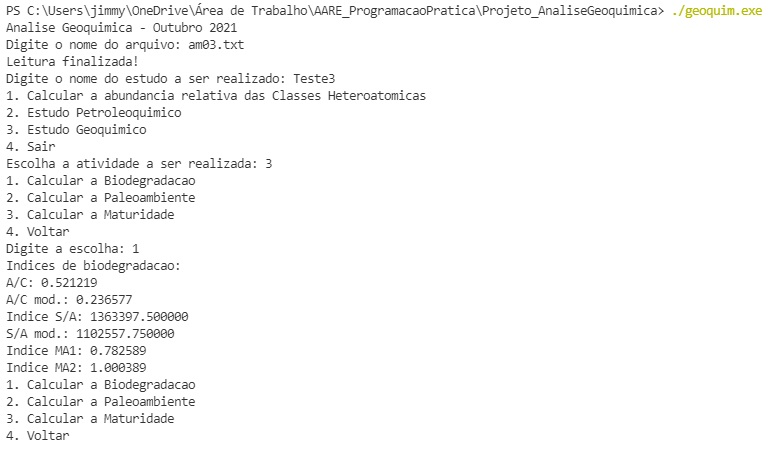 PS C:\Users\jimmy\OneDrive\Área de Trabalho\AARE_ProgramacaoPratica\Projeto_AnaliseGeoquimica> ./geoquim.exe
Analise Geoquimica - Outubro 2021
Digite o nome do arquivo: am03.txt
Leitura finalizada!
Digite o nome do estudo a ser realizado: Teste3
1. Calcular a abundancia relativa das Classes Heteroatomicas
2. Estudo Petroleoquimico
3. Estudo Geoquimico
4. Sair
Escolha a atividade a ser realizada: 3
1. Calcular a Biodegradacao
2. Calcular a Paleoambiente
3. Calcular a Maturidade
4. Voltar
Digite a escolha: 1
Indices de biodegradacao:
A/C: 0.521219
A/C mod.: 0.236577
Indice S/A: 1363397.500000
S/A mod.: 1102557.750000
Indice MA1: 0.782589
Indice MA2: 1.000389
1. Calcular a Biodegradacao
2. Calcular a Paleoambiente
3. Calcular a Maturidade
4. Voltar